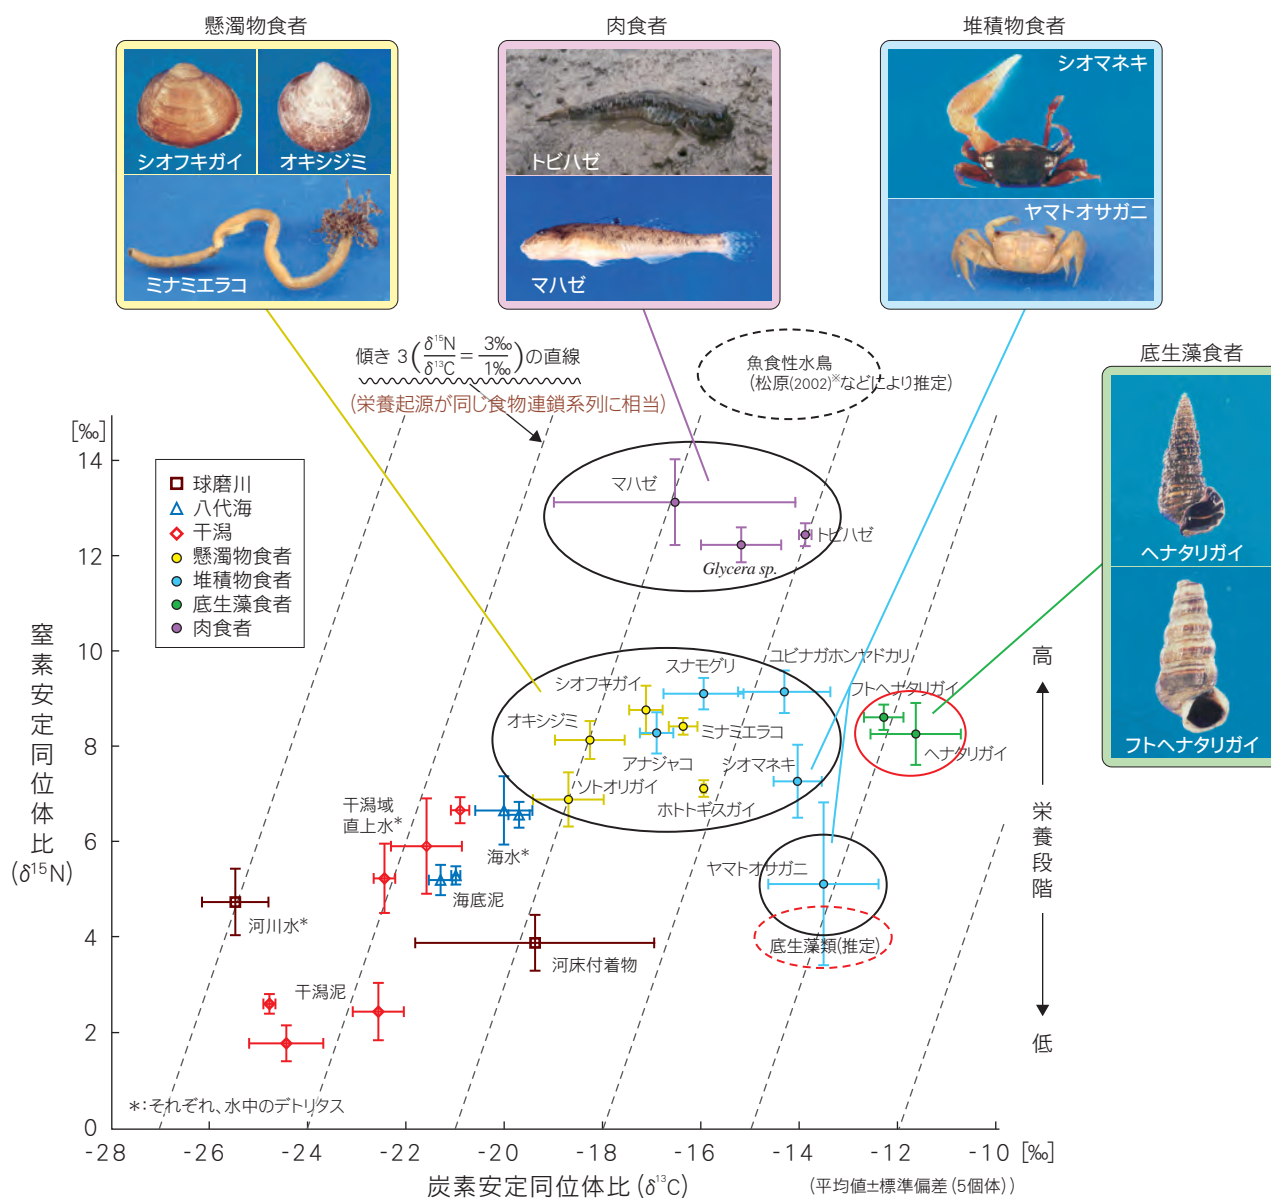 懸濁物食者
肉食者
堆積物食者
シオフキガイ
オキシジミ
ミナミエラコ
トビハゼ
マハゼ
シオマネキ
ヤマトオサガニ
底生藻食者
ヘナタリガイ
フトヘナタリガイ
傾き 3(δ¹⁵N/δ¹³C=3‰/1‰)の直線
(栄養起源が同じ食物連鎖系列に相当)
魚食性水鳥
(松原(2002)※などにより推定)
[‰]
14
12
10
8
6
4
2
0
窒素安定同位体比
(δ¹⁵N)
球磨川
八代海
干潟
懸濁物食者
堆積物食者
底生藻食者
肉食者
マハゼ
トビハゼ
Glycera sp.
スナモグリ
ユビナガホンヤドカリ
シオフキガイ
フトヘナタリガイ
オキシジミ
ミナミエラコ
ヘナタリガイ
アナジャコ
シオマネキ
ソトオリガイ
ホトトギスガイ
干潟域
直上水*
海水*
海底泥
ヤマトオサガニ
底生藻類(推定)
河川水*
河床付着物
干潟泥
高
栄養段階
低
*:それぞれ、水中のデトリタス
-28
-26
-24
-22
-20
-18
-16
-14
-12
-10
[‰]
炭素安定同位体比(δ¹³C)
(平均値±標準偏差(5個体))